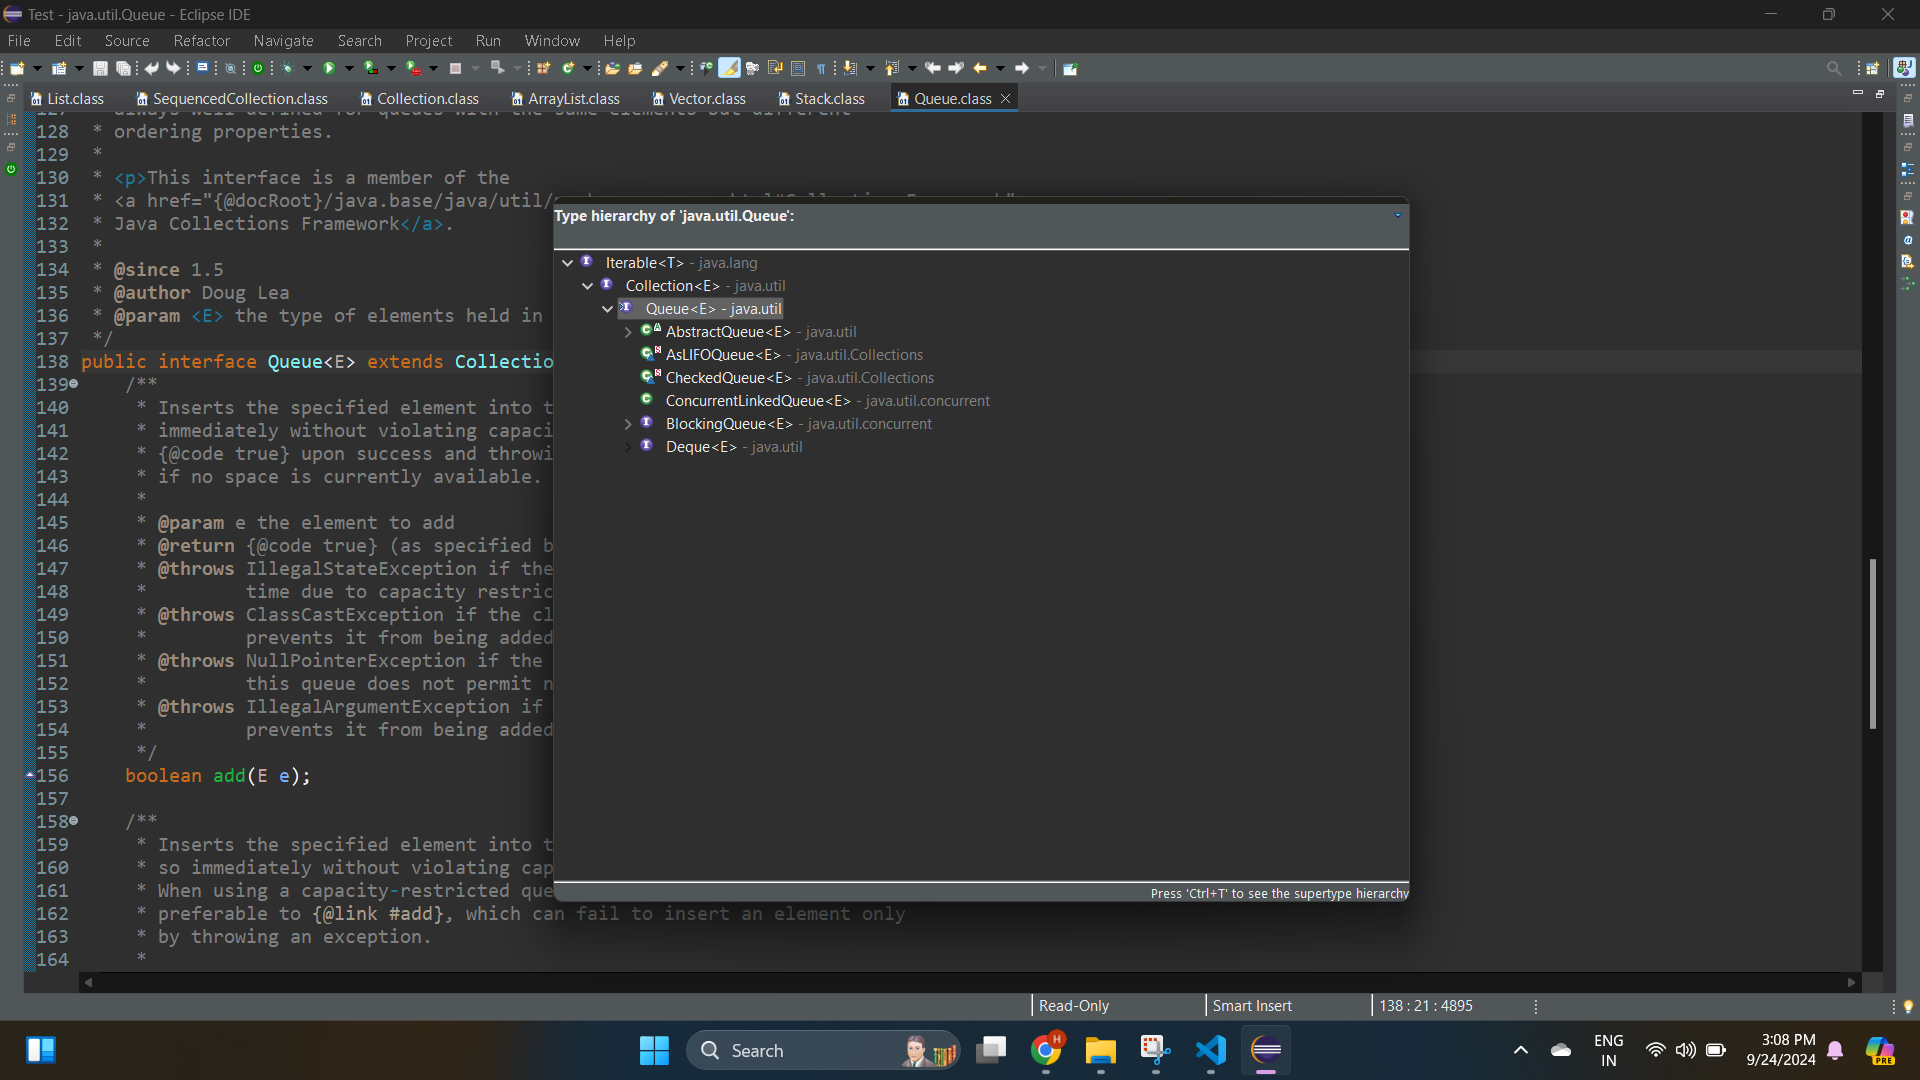 Test - java.util.Queue - Eclipse IDE
File Edit Source Refactor Navigate Search Project Run Window Help
List.class SequencedCollection.class Collection.class ArrayList.class Vector.class Stack.class Queue.class
128 * ordering properties.
129 *
130 * <p>This interface is a member of the
131 * <a href="{@docRoot}/java.base/java/util/
132 * Java Collections Framework</a>.
133 *
134 * @since 1.5
135 * @author Doug Lea
136 * @param <E> the type of elements held in
137 */
138 public interface Queue<E> extends Collectio
139 /**
140 * Inserts the specified element into t
141 * immediately without violating capaci
142 * {@code true} upon success and throwi
143 * if no space is currently available.
144 *
145 * @param e the element to add
146 * @return {@code true} (as specified b
147 * @throws IllegalStateException if the
148 * time due to capacity restric
149 * @throws ClassCastException if the cl
150 * prevents it from being added
151 * @throws NullPointerException if the
152 * this queue does not permit n
153 * @throws IllegalArgumentException if
154 * prevents it from being added
155 */
156 boolean add(E e);
157
158 /**
159 * Inserts the specified element into t
160 * so immediately without violating cap
161 * When using a capacity-restricted que
162 * preferable to {@link #add}, which can fail to insert an element only
163 * by throwing an exception.
164 *
Type hierarchy of 'java.util.Queue':
Iterable<T> - java.lang
Collection<E> - java.util
Queue<E> - java.util
AbstractQueue<E> - java.util
AsLIFOQueue<E> - java.util.Collections
CheckedQueue<E> - java.util.Collections
ConcurrentLinkedQueue<E> - java.util.concurrent
BlockingQueue<E> - java.util.concurrent
Deque<E> - java.util
Press 'Ctrl+T' to see the supertype hierarchy
Read-Only Smart Insert 138 : 21 : 4895
Search
H
ENG
IN
3:08 PM
9/24/2024
PRE